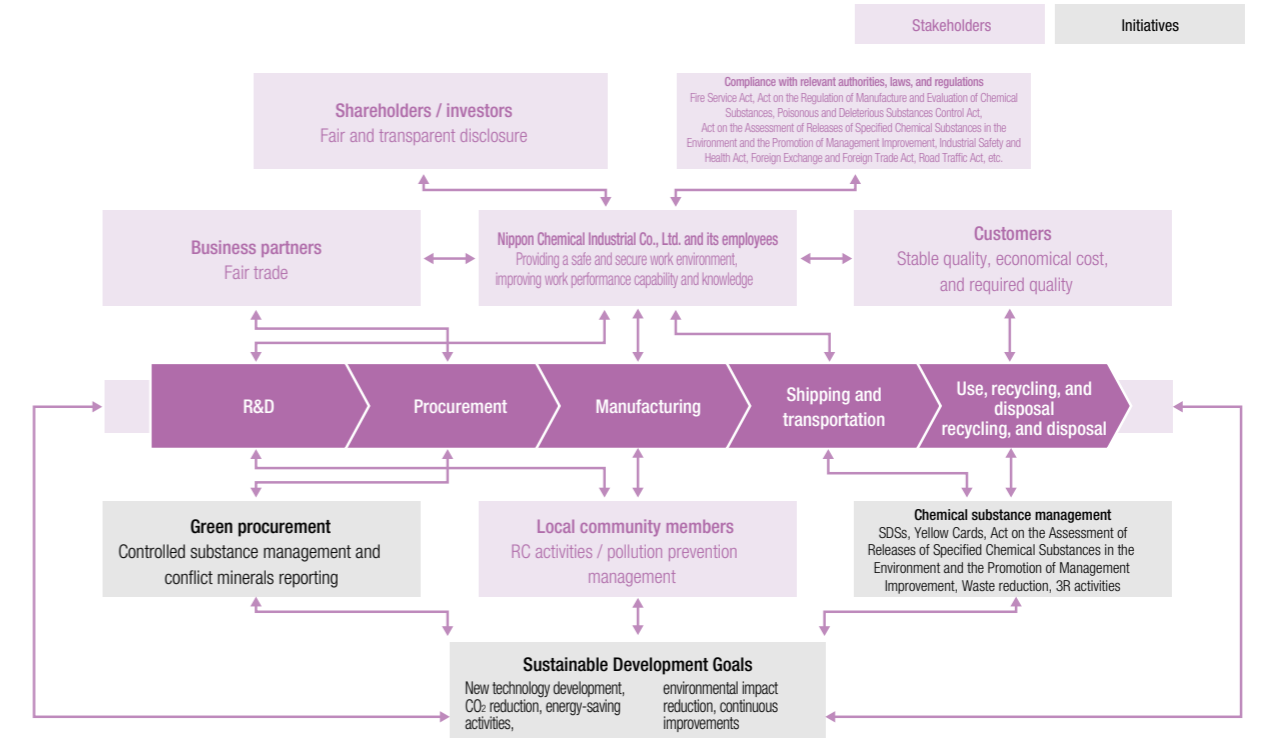 Stakeholders
Initiatives
Shareholders / investors
Fair and transparent disclosure
Compliance with relevant authorities, laws, and regulations
Fire Service Act, Act on the Regulation of Manufacture and Evaluation of Chemical
Substances, Poisonous and Deleterious Substances Control Act,
Act on the Assessment of Releases of Specified Chemical Substances in the
Environment and the Promotion of Management Improvement, Industrial Safety and
Health Act, Foreign Exchange and Foreign Trade Act, Road Traffic Act, etc.
Business partners
Fair trade
Nippon Chemical Industrial Co., Ltd. and its employees
Providing a safe and secure work environment,
improving work performance capability and knowledge
Customers
Stable quality, economical cost,
and required quality
R&D
Procurement
Manufacturing
Shipping and
transportation
Use, recycling, and
disposal
recycling, and disposal
Green procurement
Controlled substance management and
conflict minerals reporting
Local community members
RC activities / pollution prevention
management
Chemical substance management
SDSs, Yellow Cards, Act on the Assessment of
Releases of Specified Chemical Substances in the
Environment and the Promotion of Management
Improvement, Waste reduction, 3R activities
Sustainable Development Goals
New technology development,
CO₂ reduction, energy-saving
activities,
environmental impact
reduction, continuous
improvements